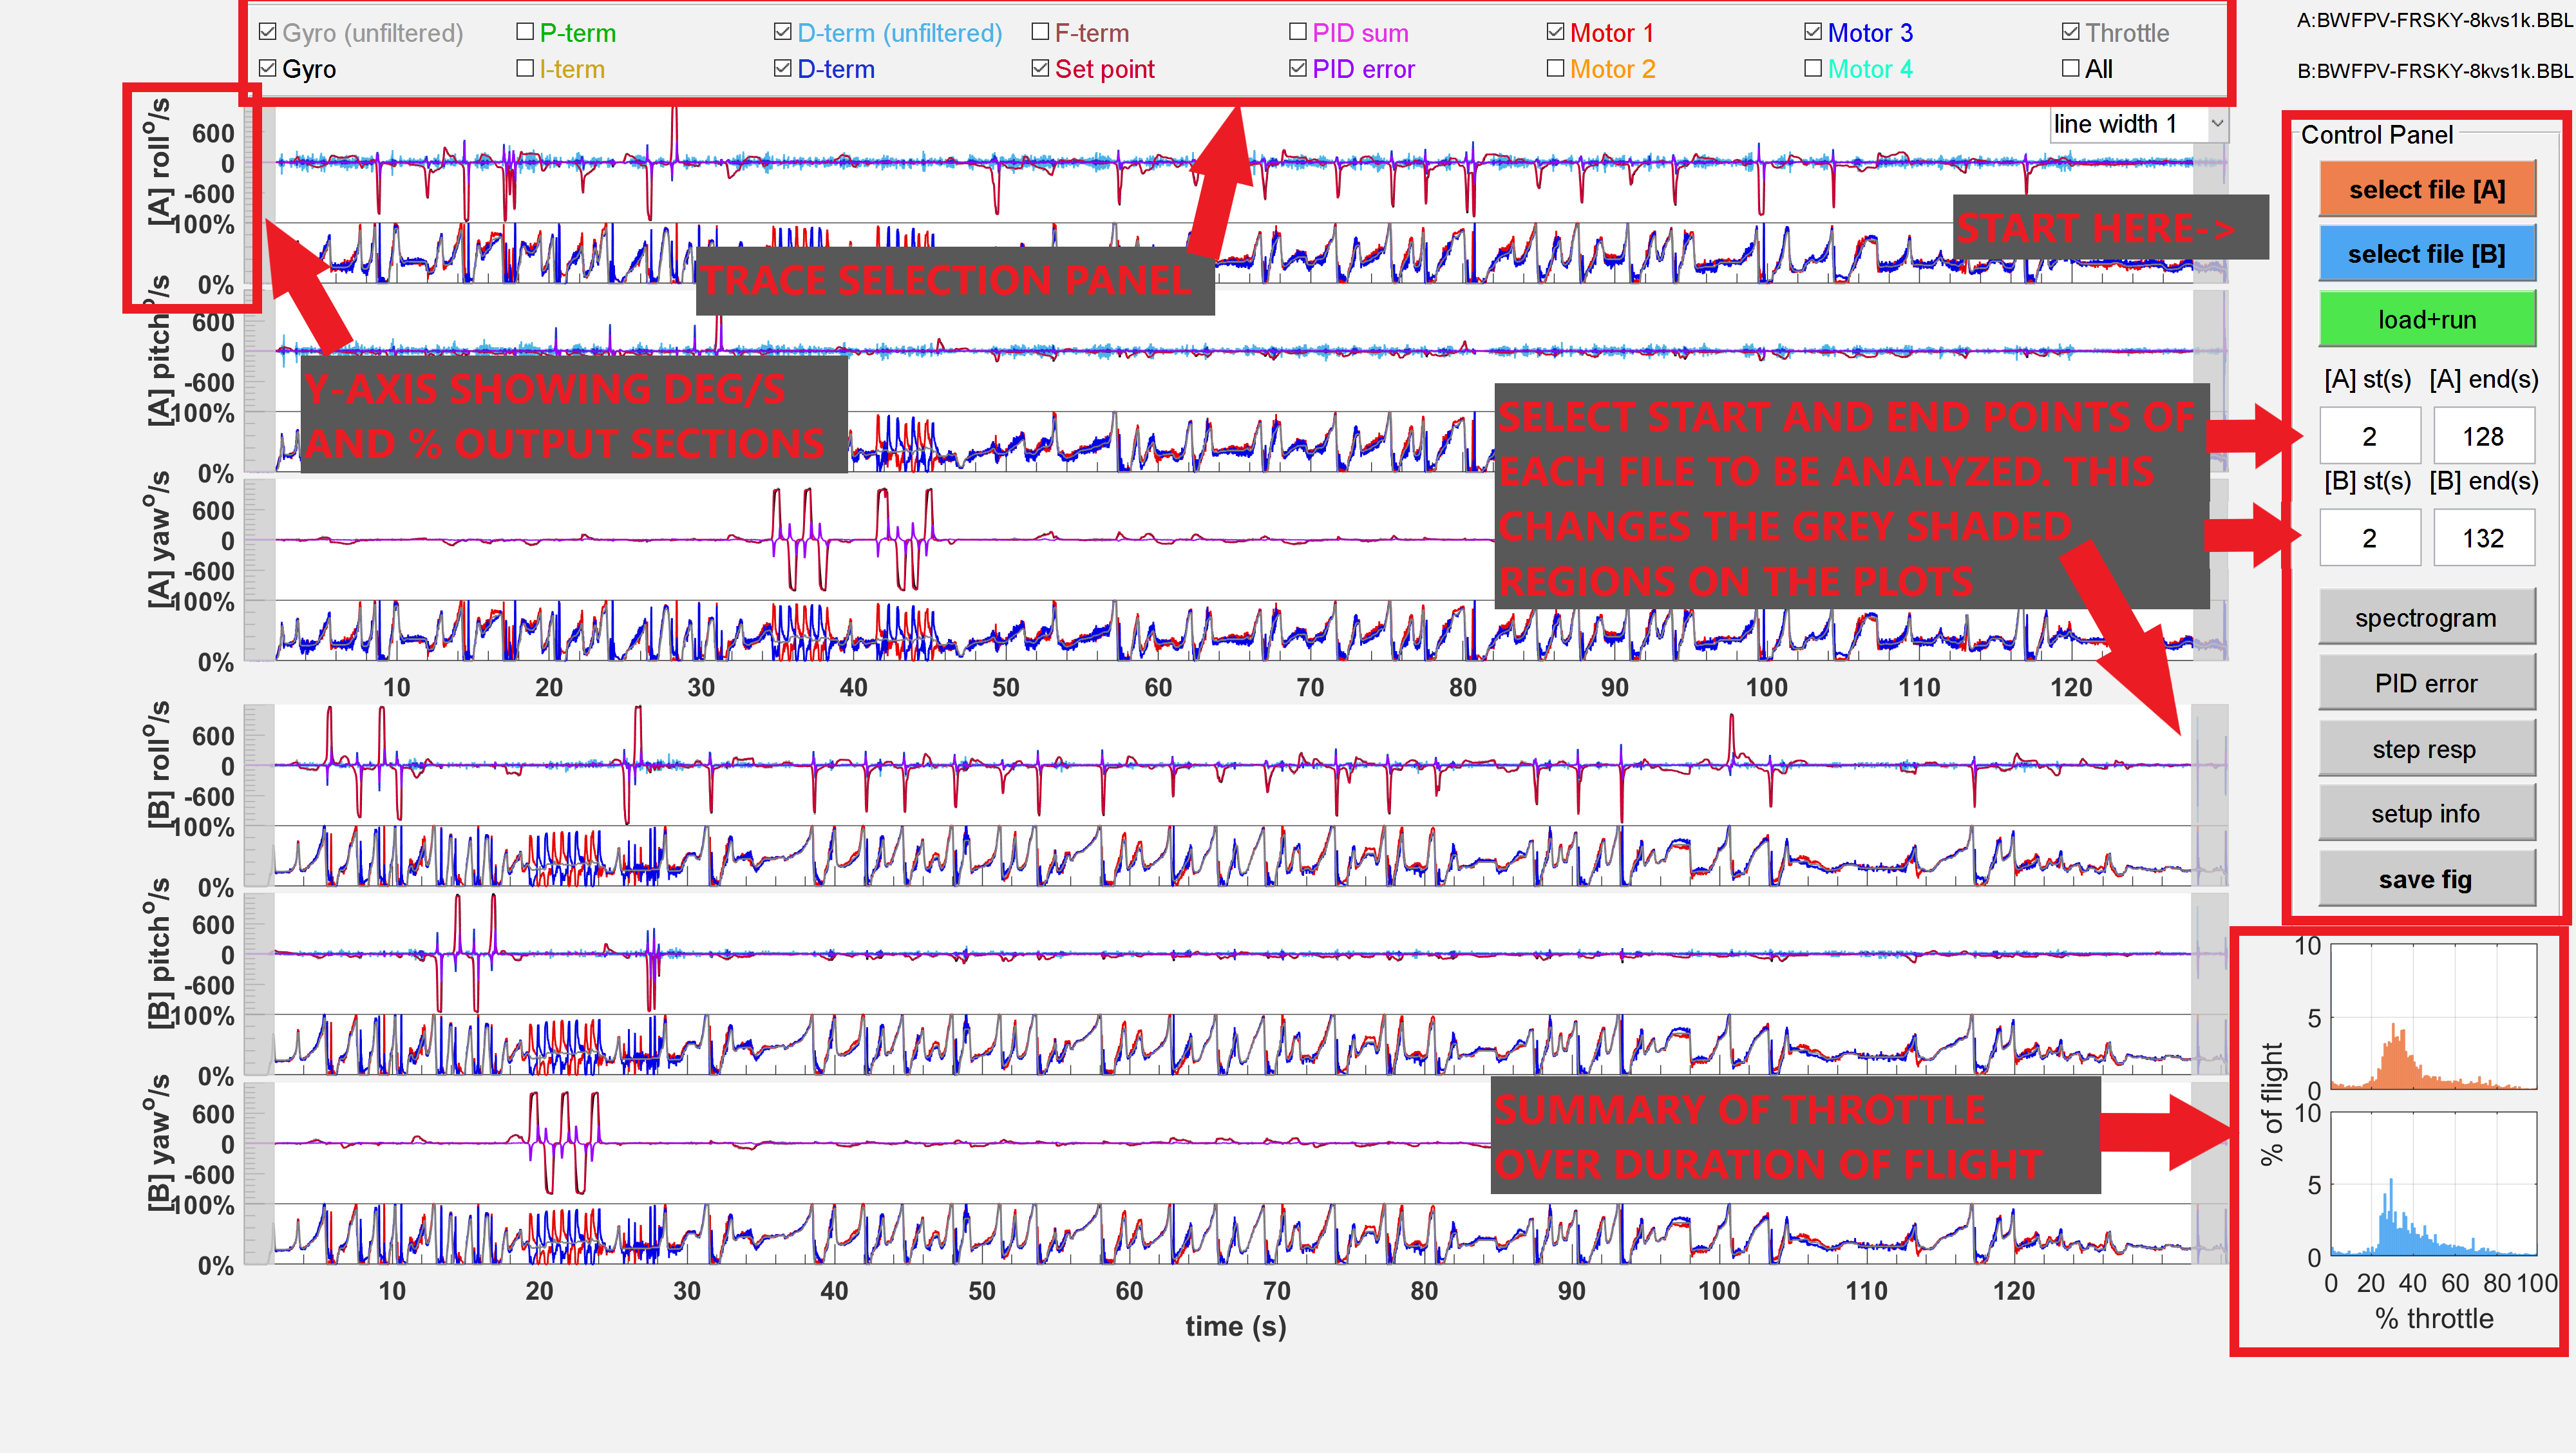 Gyro (unfiltered) P-term D-term (unfiltered) F-term PID sum Motor 1 Motor 3 Throttle
Gyro I-term D-term Set point PID error Motor 2 Motor 4 All
A:BWFPV-FRSKY-8kvs1k.BBL
B:BWFPV-FRSKY-8kvs1k.BBL
line width 1
[A] roll°/s
600
0
-600
100%
0%
TRACE SELECTION PANEL
START HERE->
[A] pitch°/s
600
0
-600
100%
0%
Y-AXIS SHOWING DEG/S
AND % OUTPUT SECTIONS
SELECT START AND END POINTS OF
EACH FILE TO BE ANALYZED. THIS
CHANGES THE GREY SHADED
REGIONS ON THE PLOTS
[A] yaw°/s
600
0
-600
100%
0%
10 20 30 40 50 60 70 80 90 100 110 120
[B] roll°/s
600
0
-600
100%
0%
[B] pitch°/s
600
0
-600
100%
0%
[B] yaw°/s
600
0
-600
100%
0%
SUMMARY OF THROTTLE
OVER DURATION OF FLIGHT
10 20 30 40 50 60 70 80 90 100 110 120
time (s)
Control Panel
select file [A]
select file [B]
load+run
[A] st(s) [A] end(s)
2 128
[B] st(s) [B] end(s)
2 132
spectrogram
PID error
step resp
setup info
save fig
% of flight
10
5
0
10
5
0
0 20 40 60 80 100
% throttle